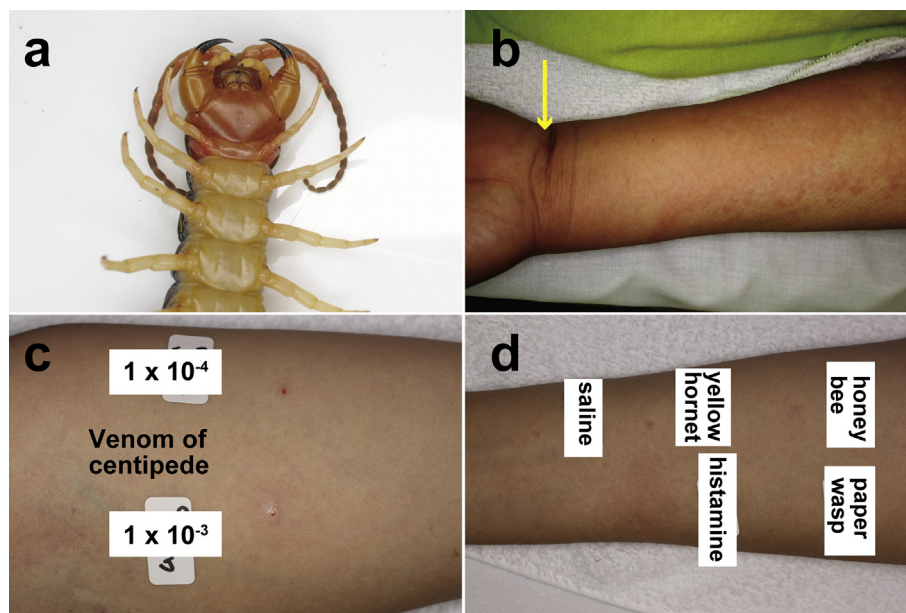 a
b
c
1 x 10⁻⁴
Venom of
centipede
1 x 10⁻³
d
saline
yellow
hornet
honey
bee
histamine
paper
wasp